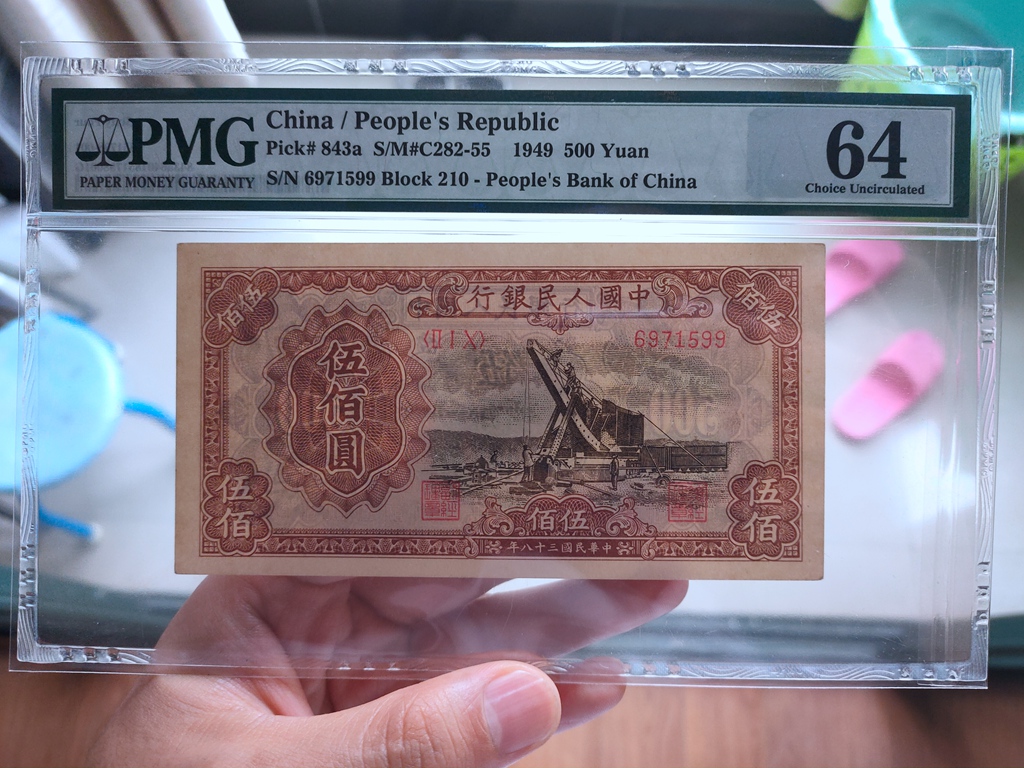 PMG
PAPER MONEY GUARANTY
China / People's Republic
Pick# 843a S/M#C282-55 1949 500 Yuan
S/N 6971599 Block 210 - People's Bank of China
64
Choice Uncirculated
行銀民人國中
佰伍
佰伍
〈II I X〉
6971599
伍佰圓
500
伍佰
佰伍
伍佰
年八十三國民華中